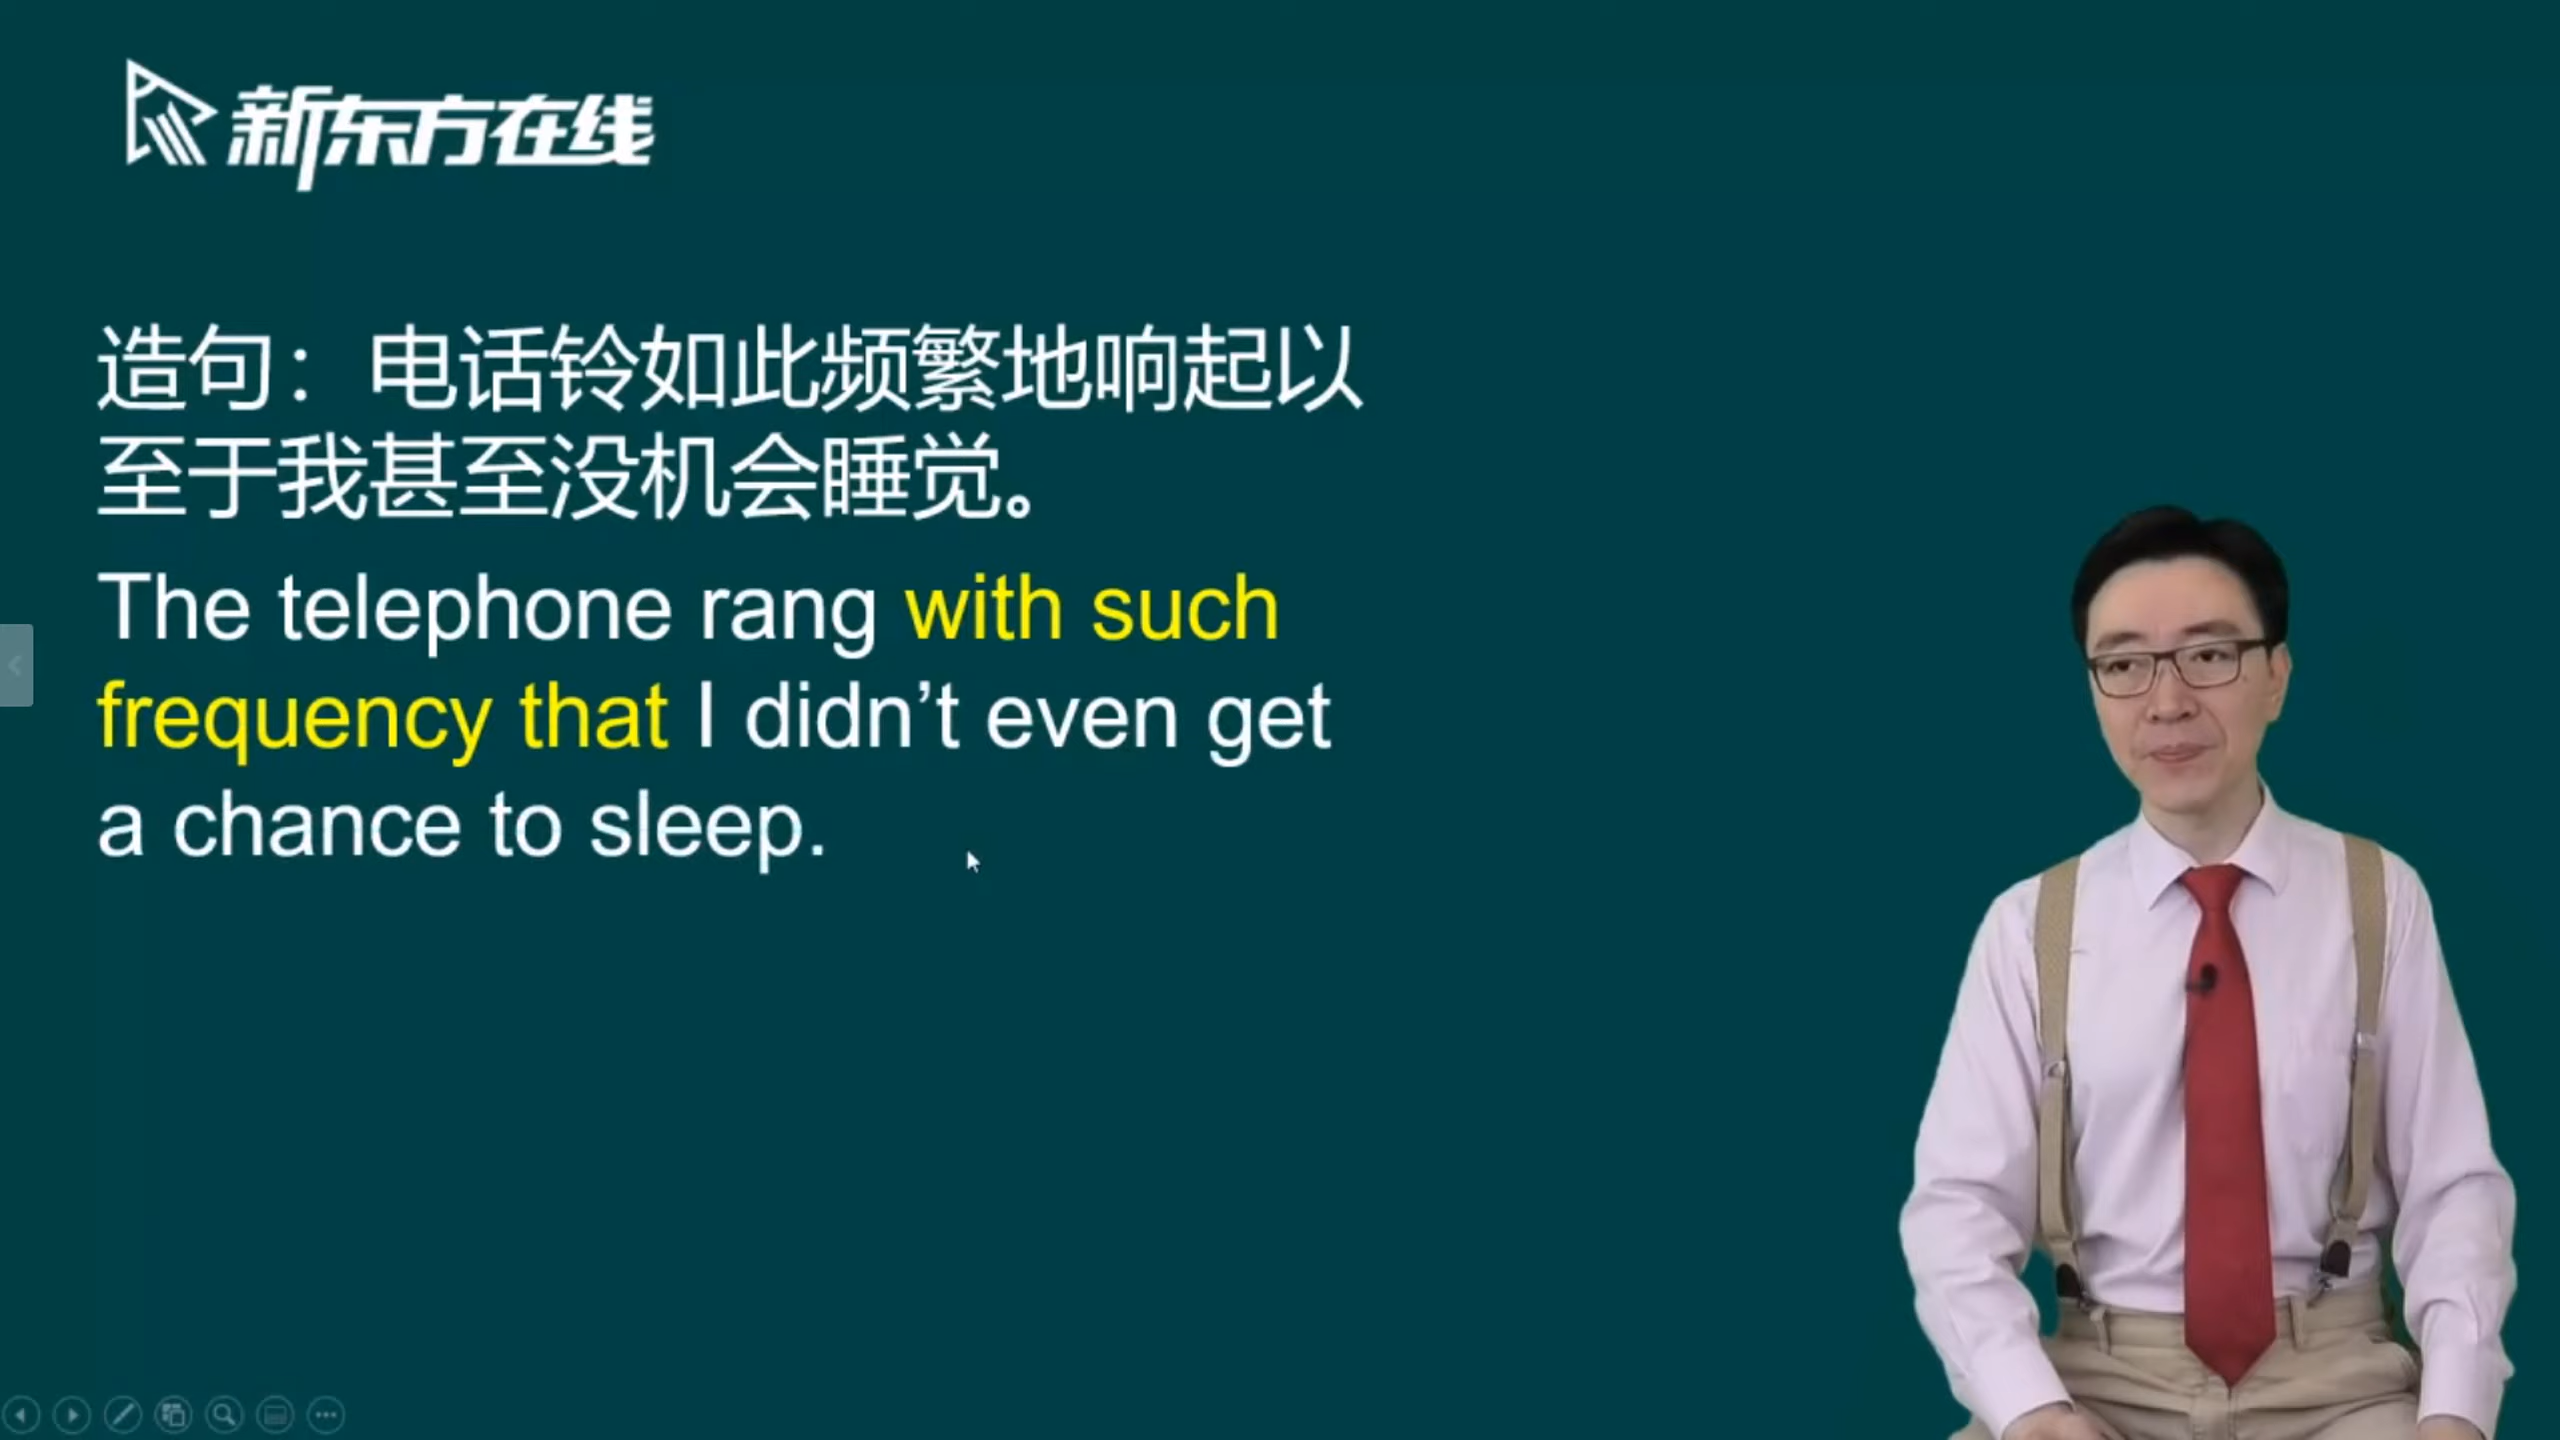 新东方在线
造句：电话铃如此频繁地响起以
至于我甚至没机会睡觉。
The telephone rang with such
frequency that I didn’t even get
a chance to sleep.